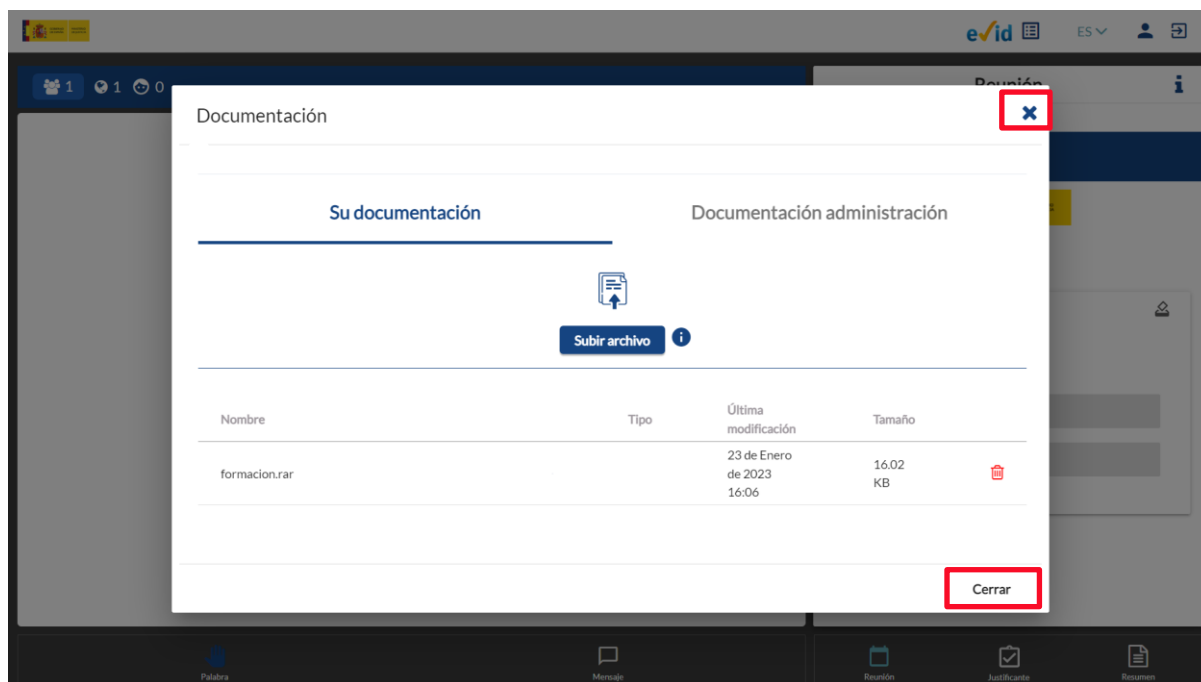 e✓id
ES
1 1 0
Reunión
Documentación
Su documentación
Documentación administración
Subir archivo
Nombre
Tipo
Última
modificación
Tamaño
formacion.rar
23 de Enero
de 2023
16:06
16.02
KB
Cerrar
Palabra
Mensaje
Reunión
Justificante
Resumen